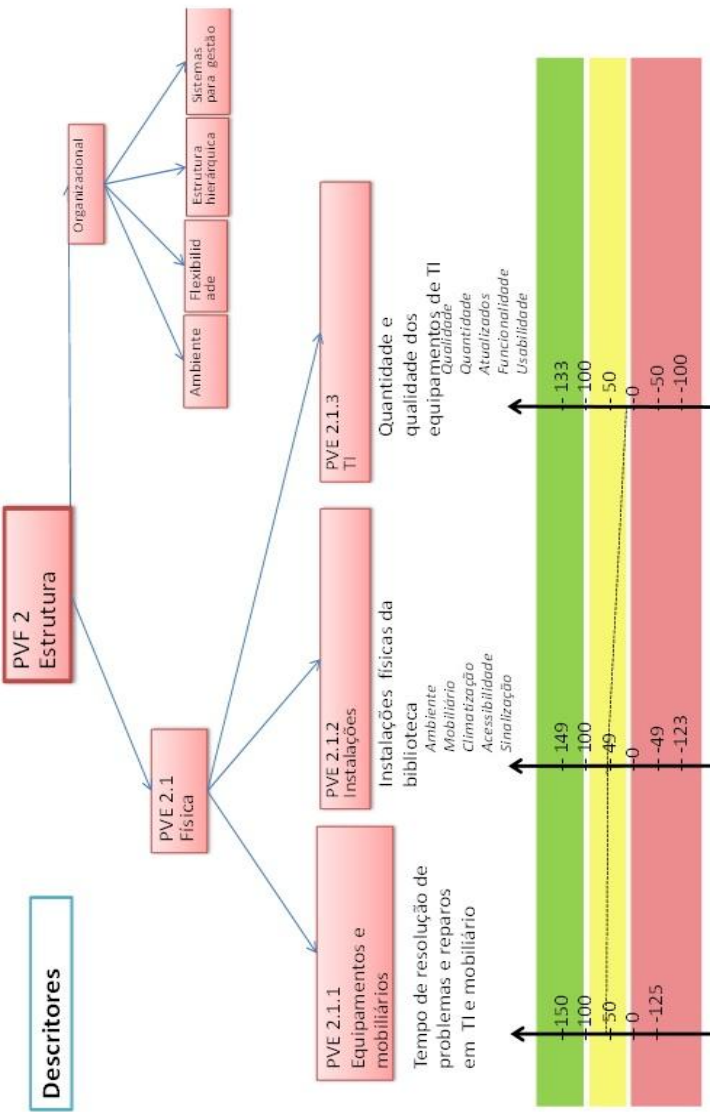 Descritores
PVF 2
Estrutura
Organizacional
Ambiente
Flexibilid
ade
Estrutura
hierárquica
Sistemas
para gestão
PVE 2.1
Física
PVE 2.1.1
Equipamentos e
mobiliários
PVE 2.1.2
Instalações
PVE 2.1.3
TI
Tempo de resolução de
problemas e reparos
em TI e mobiliário
Instalações físicas da
biblioteca
Ambiente
Mobiliário
Climatização
Acessibilidade
Sinalização
Quantidade e
qualidade dos
equipamentos de TI
Qualidade
Quantidade
Atualizados
Funcionalidade
Usabilidade
150
100
50
0
-125
149
100
49
0
-49
-123
133
100
50
0
-50
-100